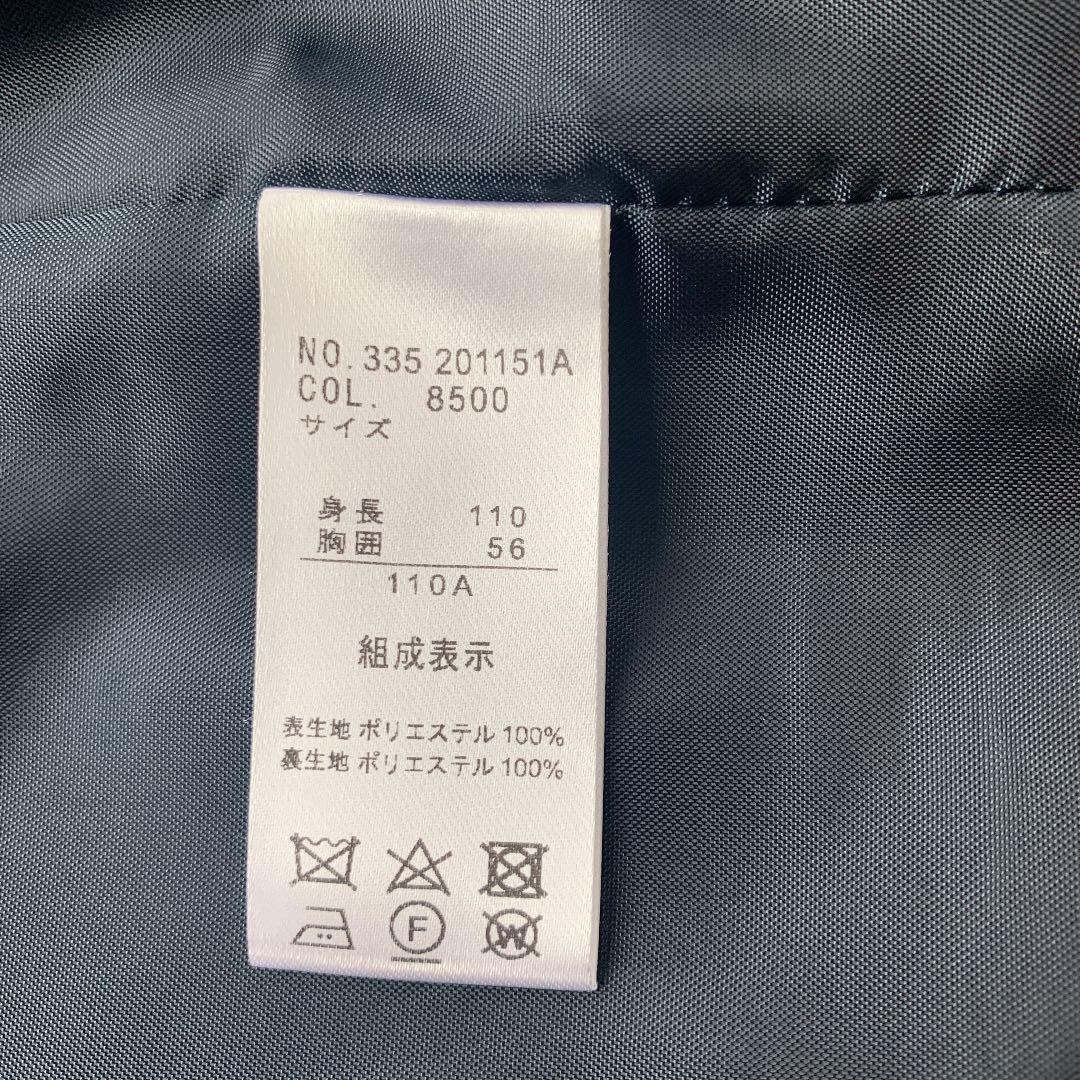 NO. 335 201151A
COL. 8500
サイズ
身長 110
胸囲 56
110A
組成表示
表生地 ポリエステル 100%
裏生地 ポリエステル 100%
F W